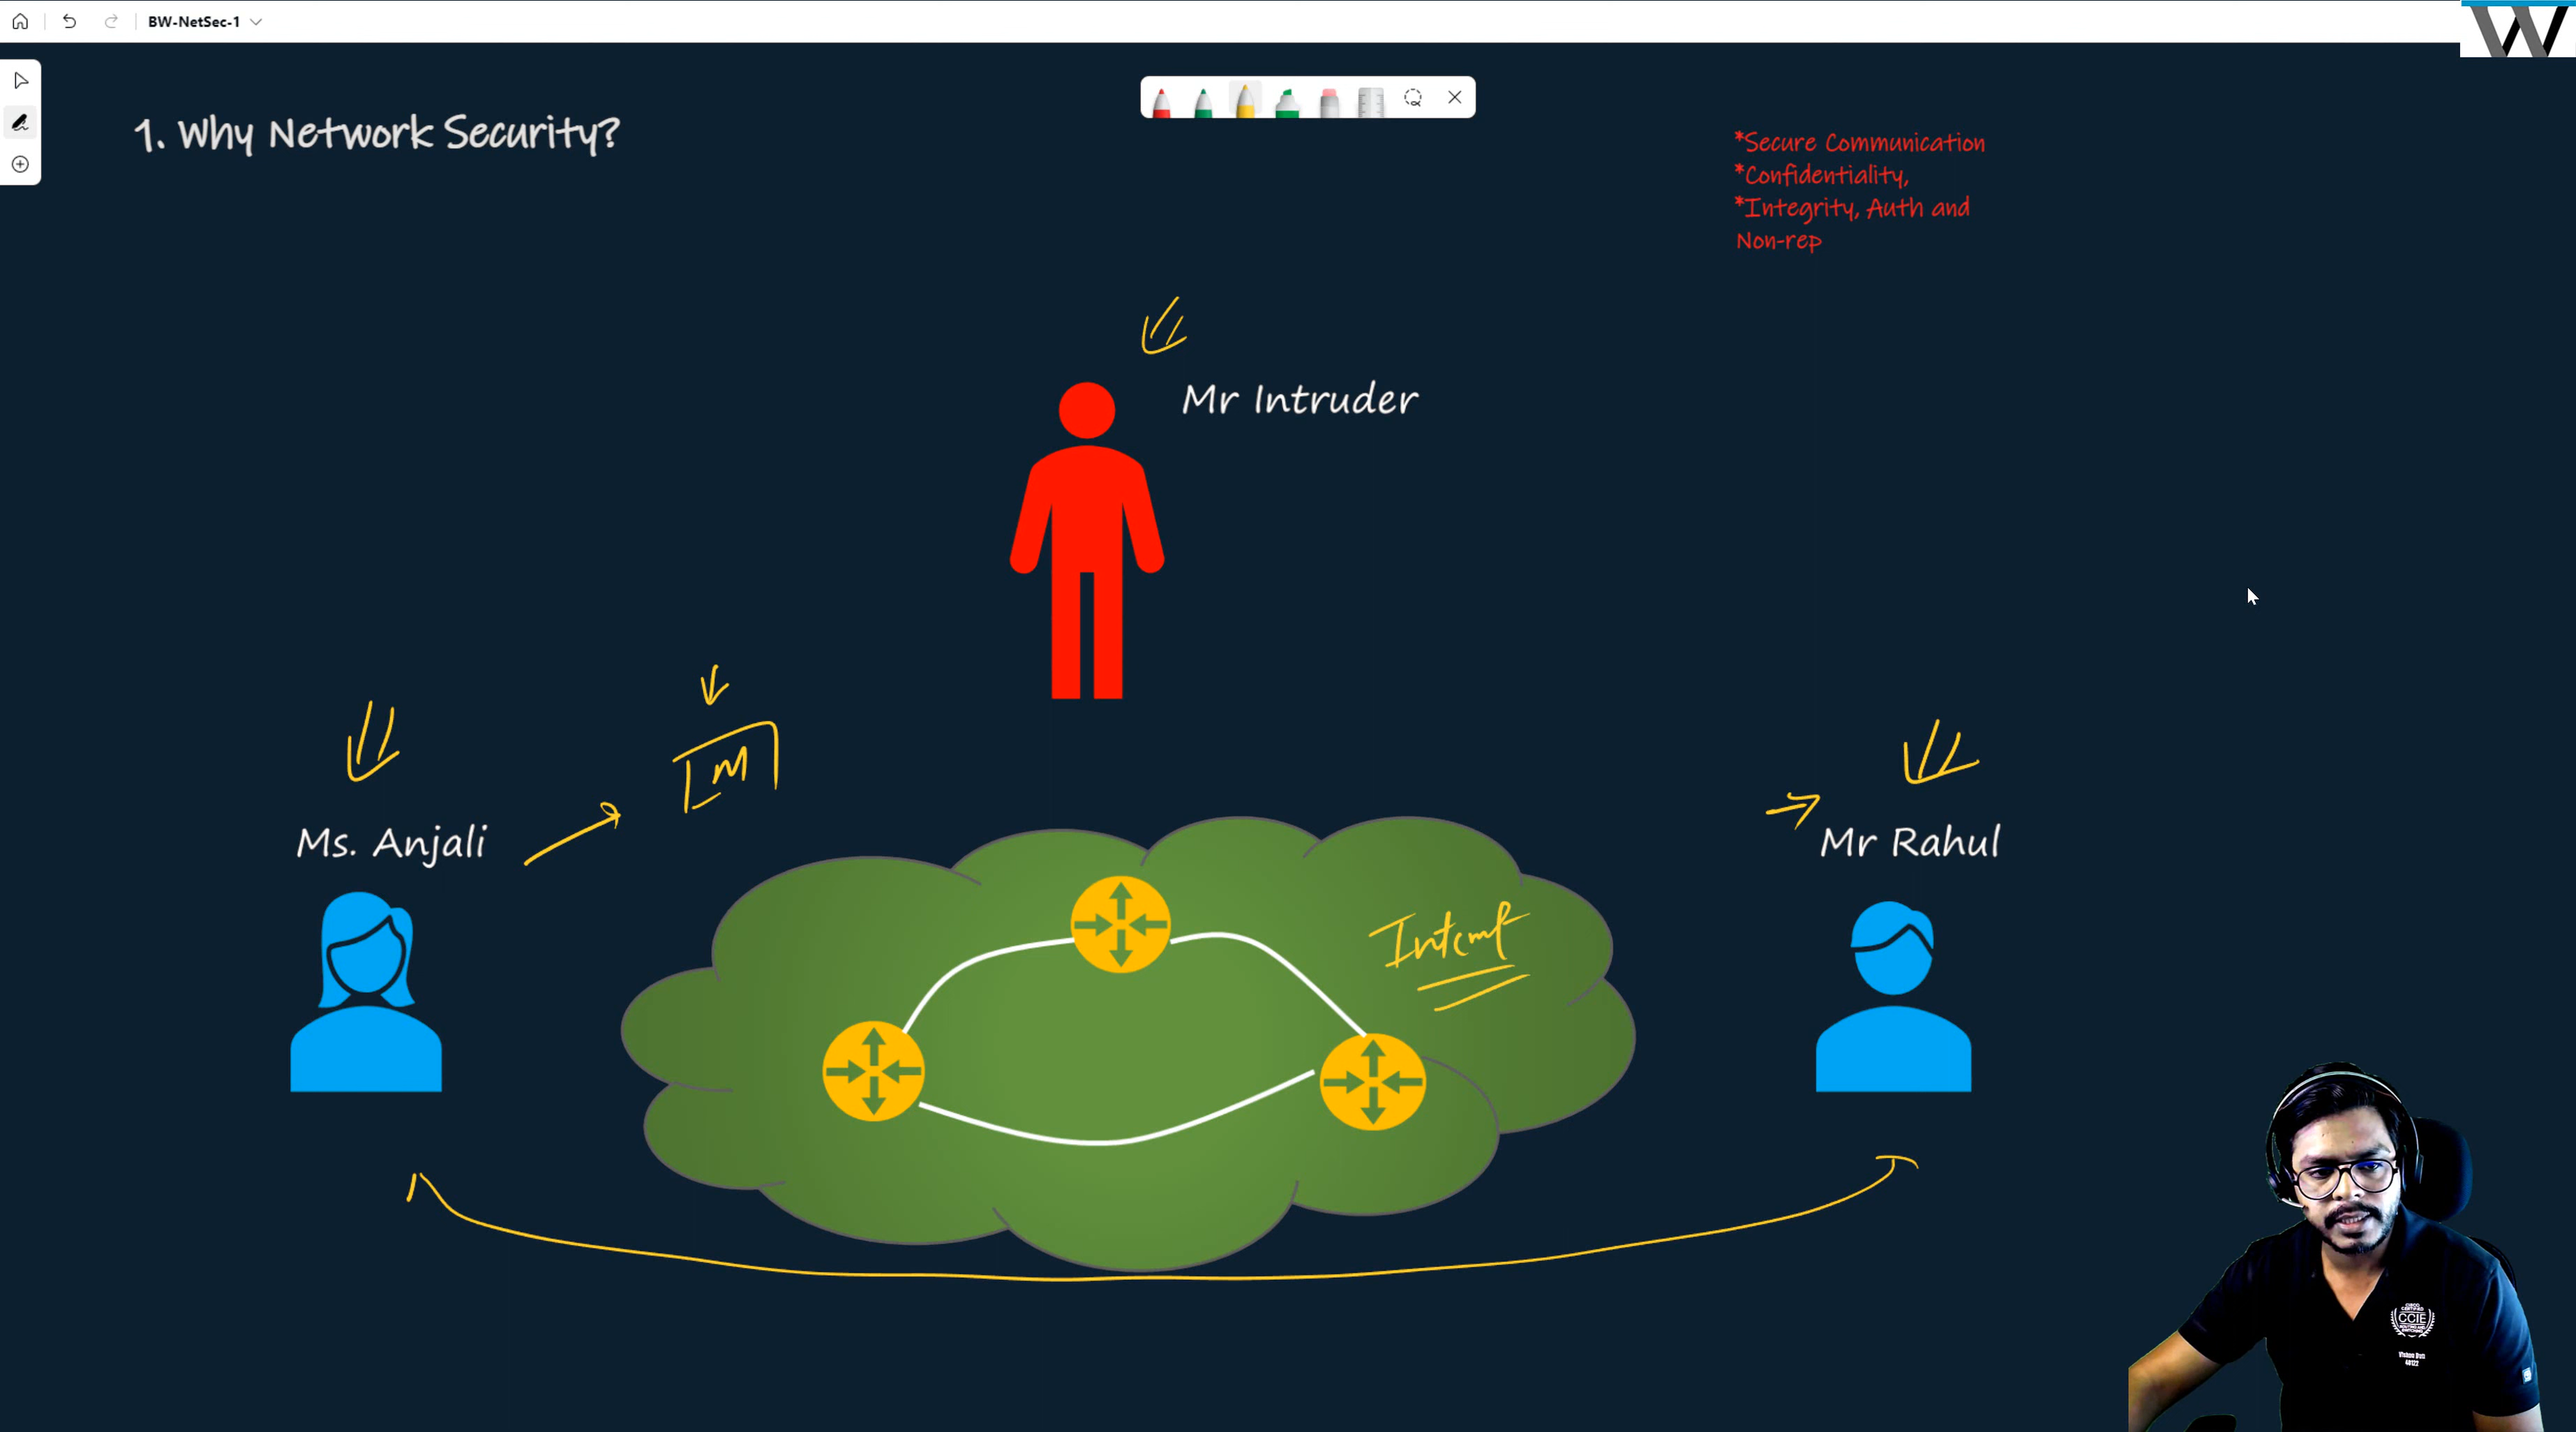 BW-NetSec-1
W
1. Why Network Security?
*Secure Communication
*Confidentiality,
*Integrity, Auth and
Non-rep
Mr Intruder
M
Ms. Anjali
Mr Rahul
CCIE